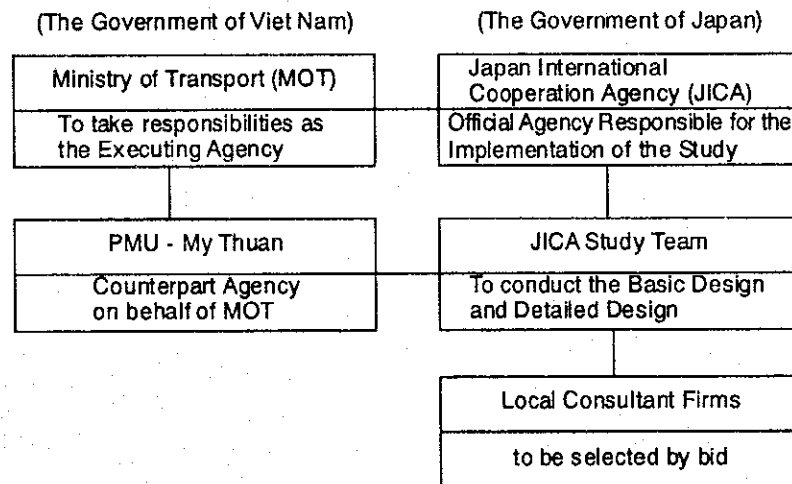 (The Government of Viet Nam)
(The Government of Japan)
Ministry of Transport (MOT)
To take responsibilities as
the Executing Agency
Japan International
Cooperation Agency (JICA)
Official Agency Responsible for the
Implementation of the Study
PMU - My Thuan
Counterpart Agency
on behalf of MOT
JICA Study Team
To conduct the Basic Design
and Detailed Design
Local Consultant Firms
to be selected by bid